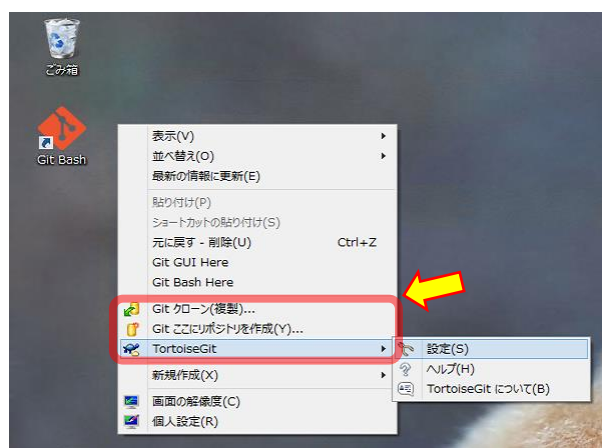 ごみ箱
Git Bash
表示(V)
並べ替え(O)
最新の情報に更新(E)
貼り付け(P)
ショートカットの貼り付け(S)
元に戻す - 削除(U) Ctrl+Z
Git GUI Here
Git Bash Here
Git クローン(複製)...
Git ここにリポジトリを作成(Y)...
TortoiseGit
設定(S)
ヘルプ(H)
TortoiseGit について(B)
新規作成(X)
画面の解像度(C)
個人設定(R)